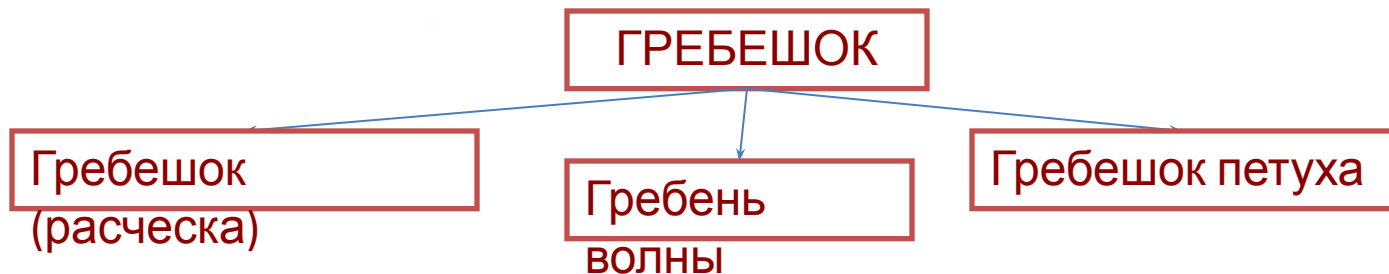 ГРЕБЕШОК
Гребешок
(расческа)
Гребень
волны
Гребешок петуха